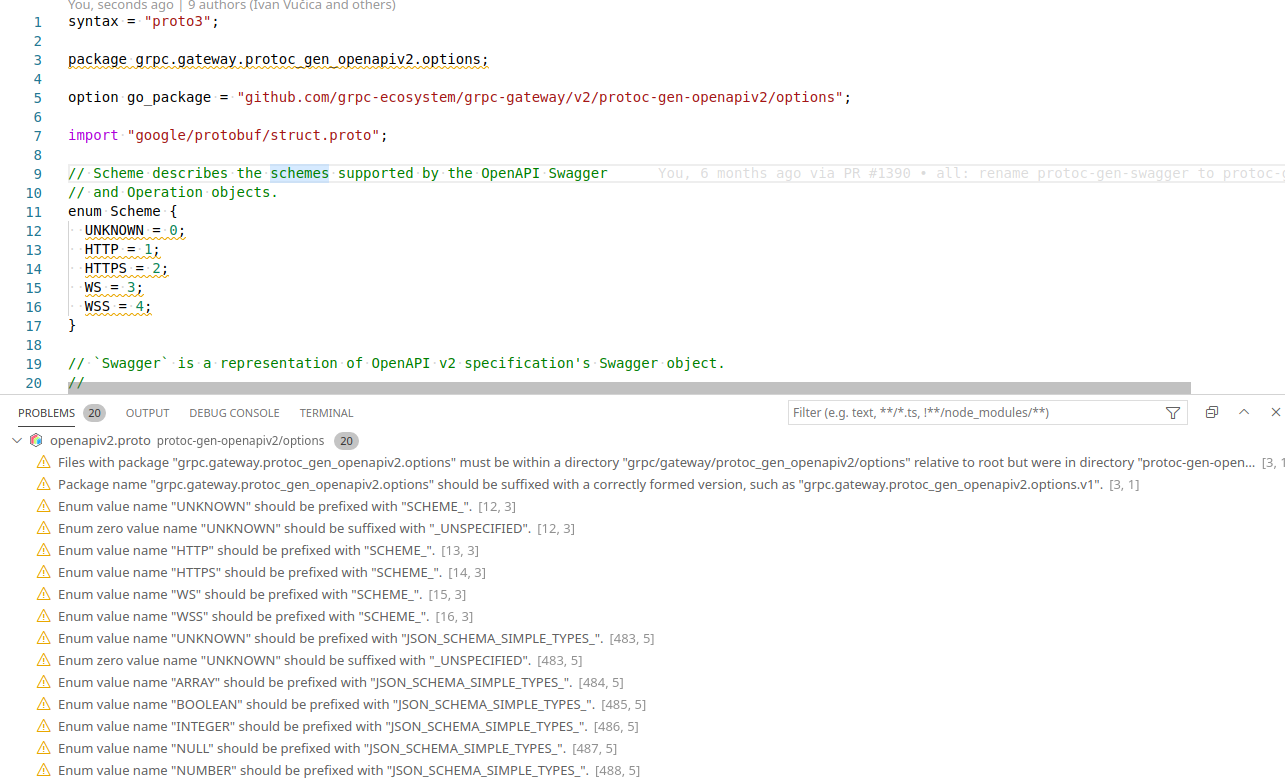 You, seconds ago | 9 authors (Ivan Vučica and others)
1 syntax = "proto3";
2
3 package grpc.gateway.protoc_gen_openapiv2.options;
4
5 option go_package = "github.com/grpc-ecosystem/grpc-gateway/v2/protoc-gen-openapiv2/options";
6
7 import "google/protobuf/struct.proto";
8
9 // Scheme describes the schemes supported by the OpenAPI Swagger You, 6 months ago via PR #1390 • all: rename protoc-gen-swagger to protoc-g
10 // and Operation objects.
11 enum Scheme {
12 UNKNOWN = 0;
13 HTTP = 1;
14 HTTPS = 2;
15 WS = 3;
16 WSS = 4;
17 }
18
19 // `Swagger` is a representation of OpenAPI v2 specification's Swagger object.
20 //
PROBLEMS 20 OUTPUT DEBUG CONSOLE TERMINAL Filter (e.g. text, **/*.ts, !**/node_modules/**)
openapiv2.proto protoc-gen-openapiv2/options 20
Files with package "grpc.gateway.protoc_gen_openapiv2.options" must be within a directory "grpc/gateway/protoc_gen_openapiv2/options" relative to root but were in directory "protoc-gen-open... [3, 1
Package name "grpc.gateway.protoc_gen_openapiv2.options" should be suffixed with a correctly formed version, such as "grpc.gateway.protoc_gen_openapiv2.options.v1". [3, 1]
Enum value name "UNKNOWN" should be prefixed with "SCHEME_". [12, 3]
Enum zero value name "UNKNOWN" should be suffixed with "_UNSPECIFIED". [12, 3]
Enum value name "HTTP" should be prefixed with "SCHEME_". [13, 3]
Enum value name "HTTPS" should be prefixed with "SCHEME_". [14, 3]
Enum value name "WS" should be prefixed with "SCHEME_". [15, 3]
Enum value name "WSS" should be prefixed with "SCHEME_". [16, 3]
Enum value name "UNKNOWN" should be prefixed with "JSON_SCHEMA_SIMPLE_TYPES_". [483, 5]
Enum zero value name "UNKNOWN" should be suffixed with "_UNSPECIFIED". [483, 5]
Enum value name "ARRAY" should be prefixed with "JSON_SCHEMA_SIMPLE_TYPES_". [484, 5]
Enum value name "BOOLEAN" should be prefixed with "JSON_SCHEMA_SIMPLE_TYPES_". [485, 5]
Enum value name "INTEGER" should be prefixed with "JSON_SCHEMA_SIMPLE_TYPES_". [486, 5]
Enum value name "NULL" should be prefixed with "JSON_SCHEMA_SIMPLE_TYPES_". [487, 5]
Enum value name "NUMBER" should be prefixed with "JSON_SCHEMA_SIMPLE_TYPES_". [488, 5]